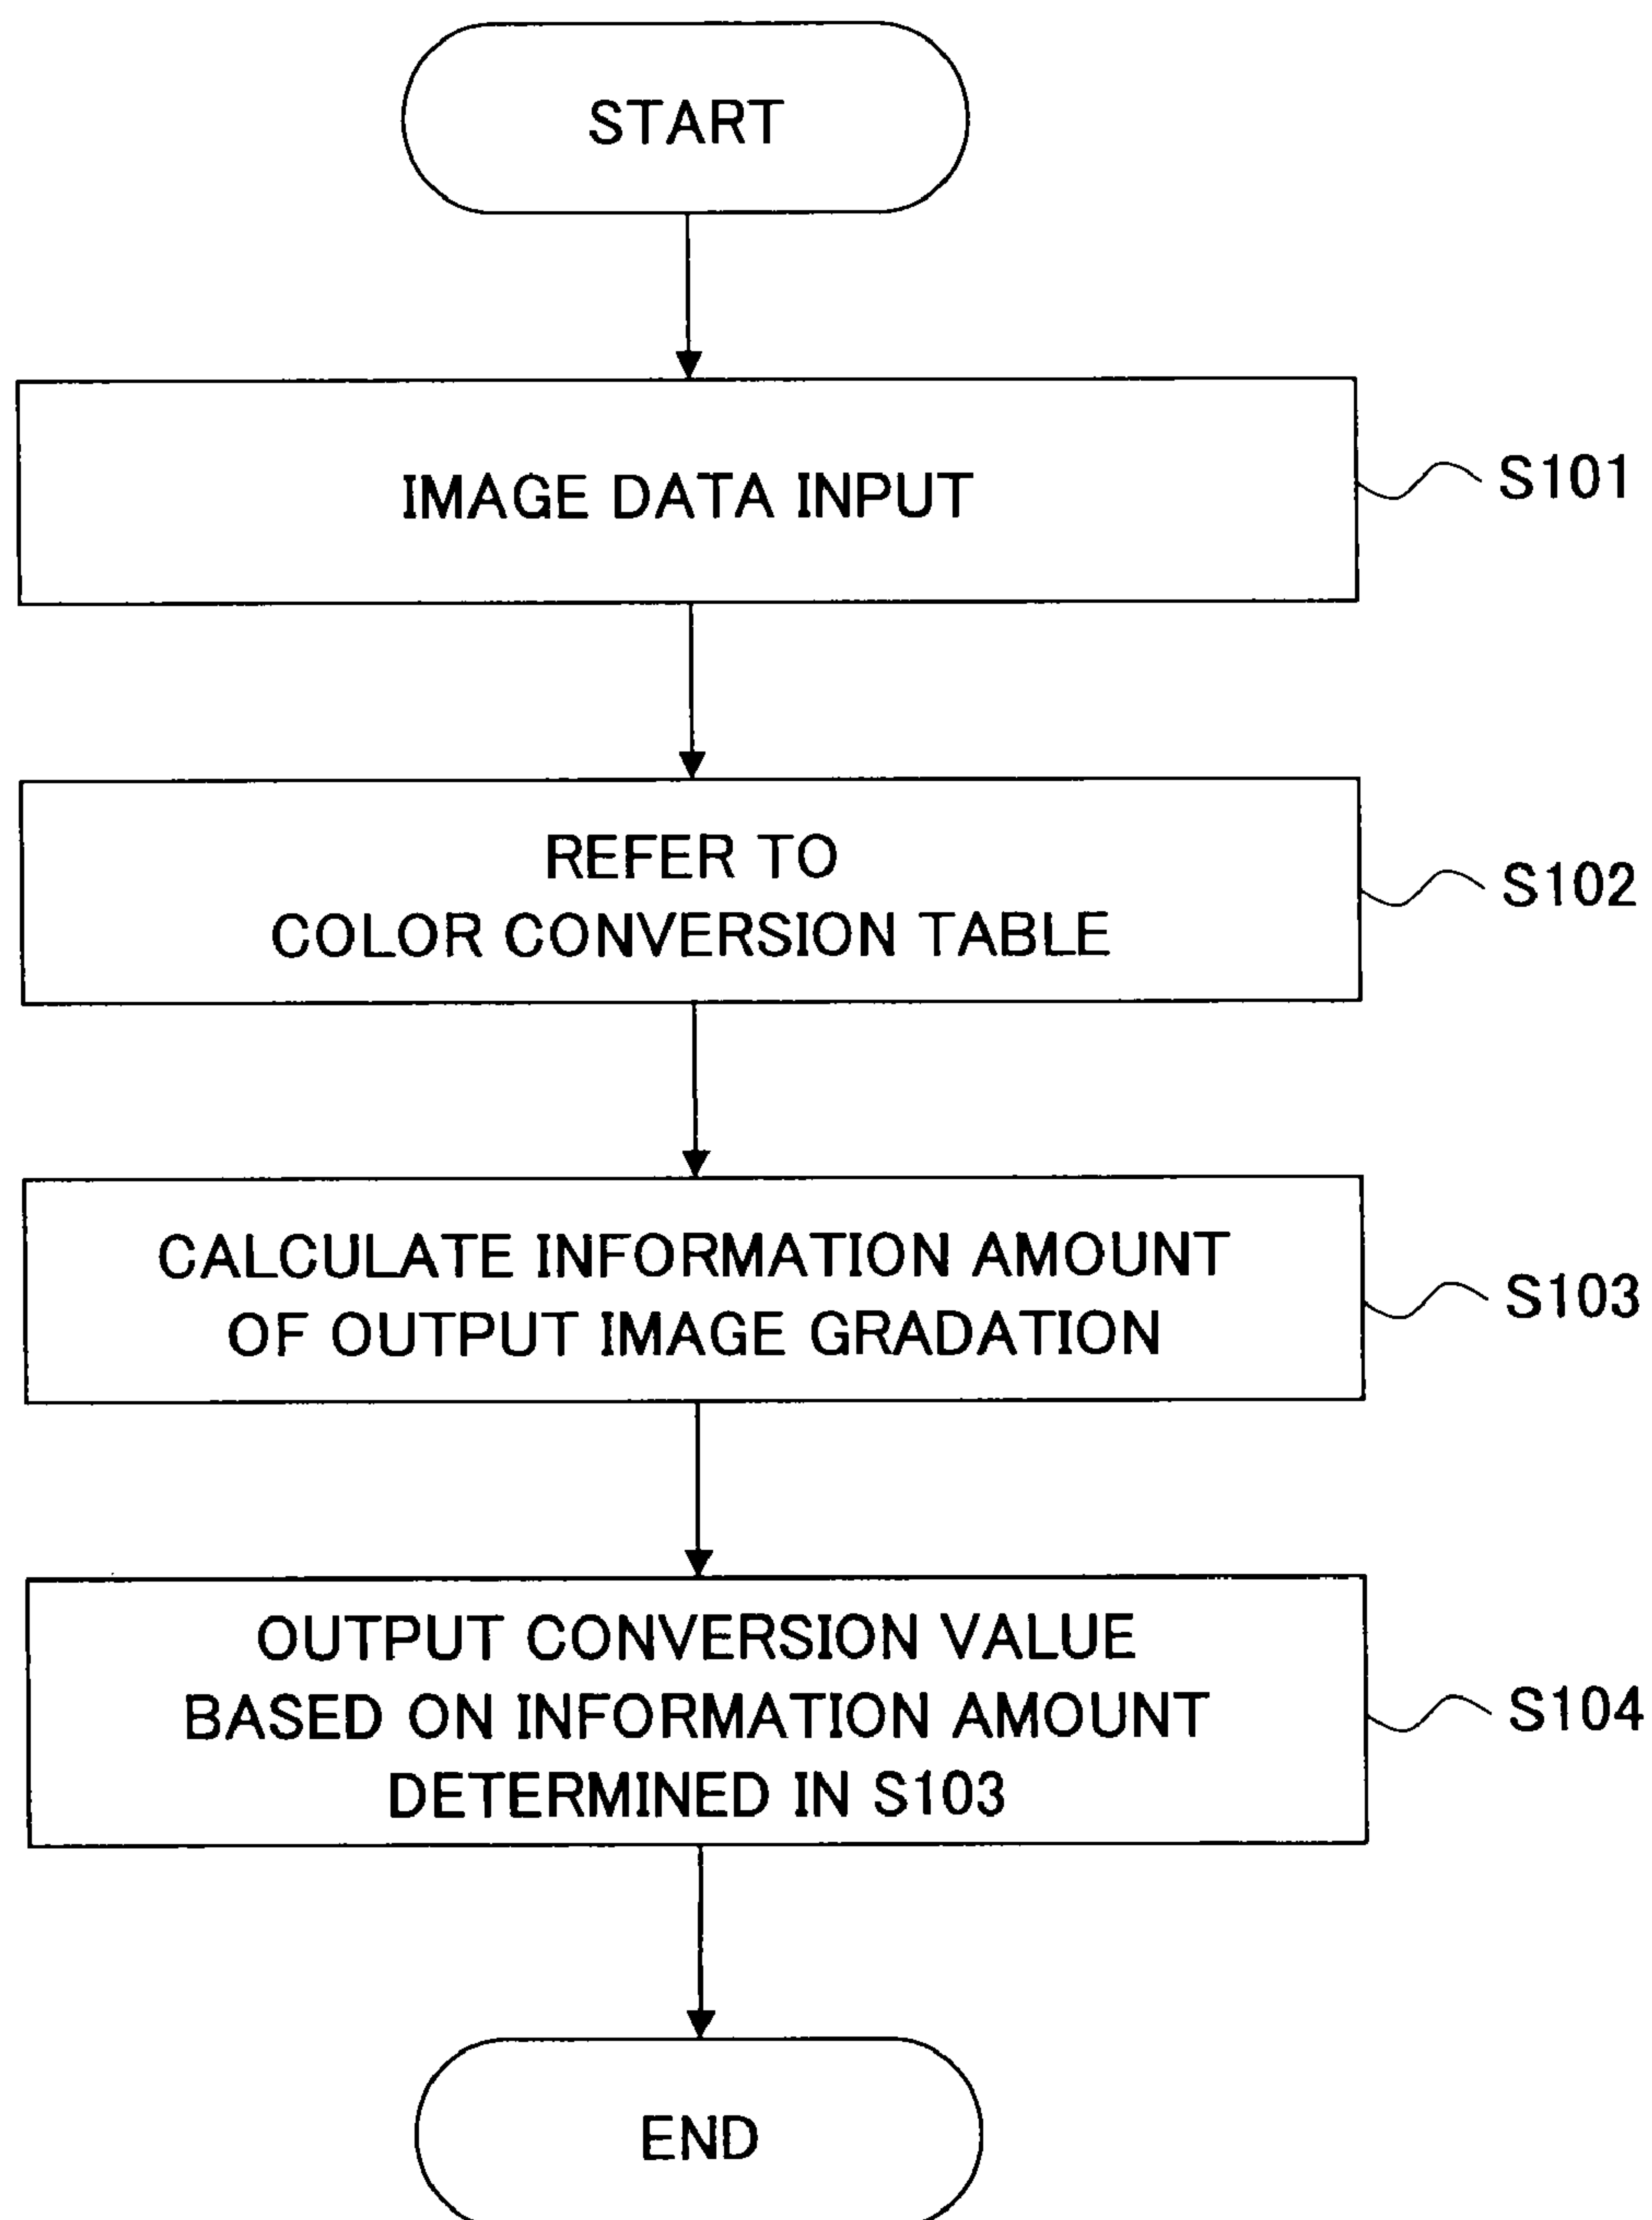 START
IMAGE DATA INPUT
S101
REFER TO
COLOR CONVERSION TABLE
S102
CALCULATE INFORMATION AMOUNT
OF OUTPUT IMAGE GRADATION
S103
OUTPUT CONVERSION VALUE
BASED ON INFORMATION AMOUNT
DETERMINED IN S103
S104
END